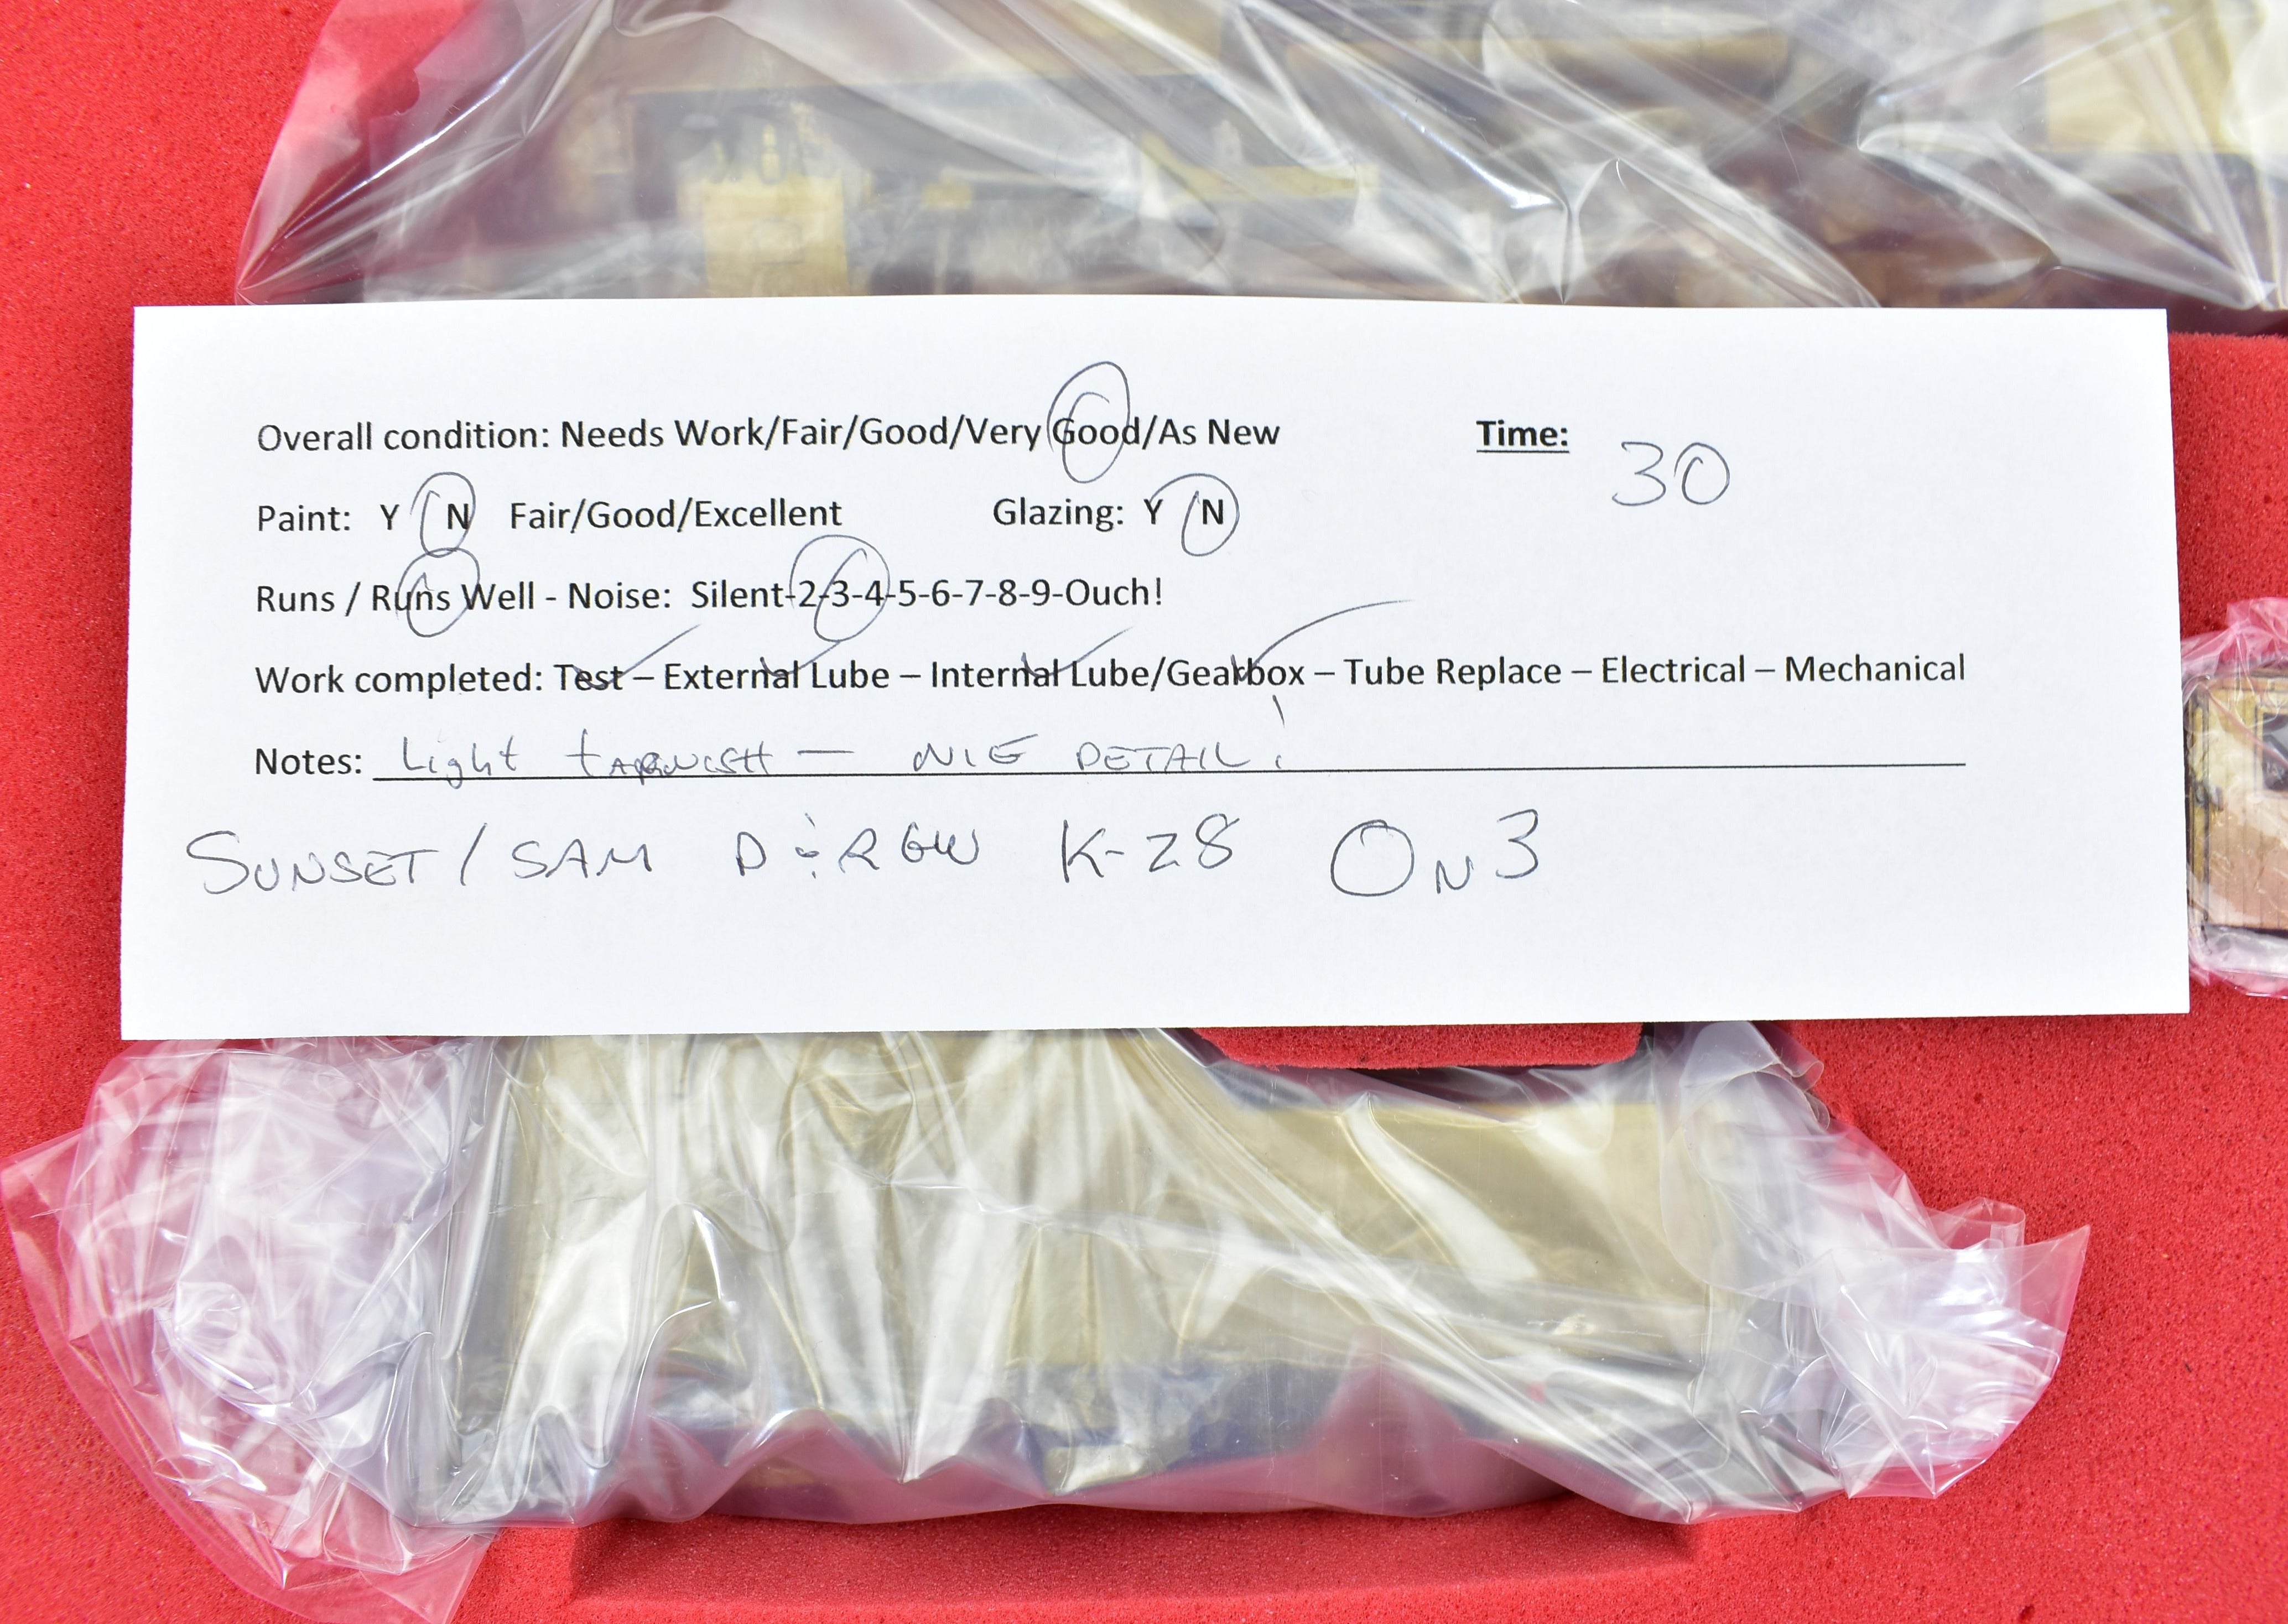 Overall condition: Needs Work/Fair/Good/Very Good/As New Time: 30
Paint: Y N Fair/Good/Excellent Glazing: Y N
Runs / Runs Well - Noise: Silent-2-3-4-5-6-7-8-9-Ouch!
Work completed: Test – External Lube – Internal Lube/Gearbox – Tube Replace – Electrical – Mechanical
Notes: Light tarnish — NICE DETAIL!
SUNSET / SAM D&RGW K-28 On3